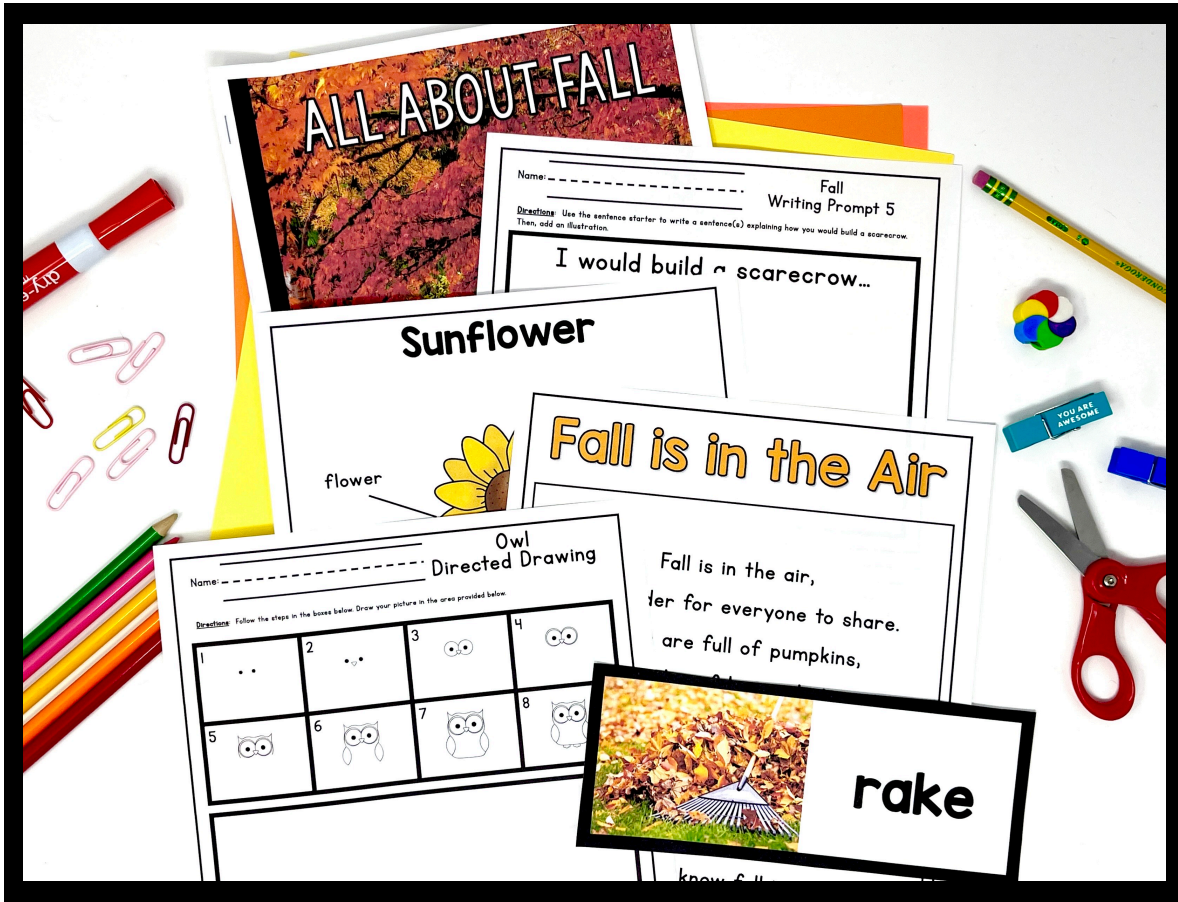 ALL ABOUT FALL
Name:
Fall
Writing Prompt 5
Directions: Use the sentence starter to write a sentence(s) explaining how you would build a scarecrow.
Then, add an illustration.
I would build a scarecrow...
Sunflower
flower
Fall is in the Air
Fall is in the air,
for everyone to share.
are full of pumpkins,
Name:
Owl
Directed Drawing
Directions: Follow the steps in the boxes below. Draw your picture in the area provided below.
1
2
3
4
5
6
7
8
rake
know
YOU ARE
AWESOME
dry-e